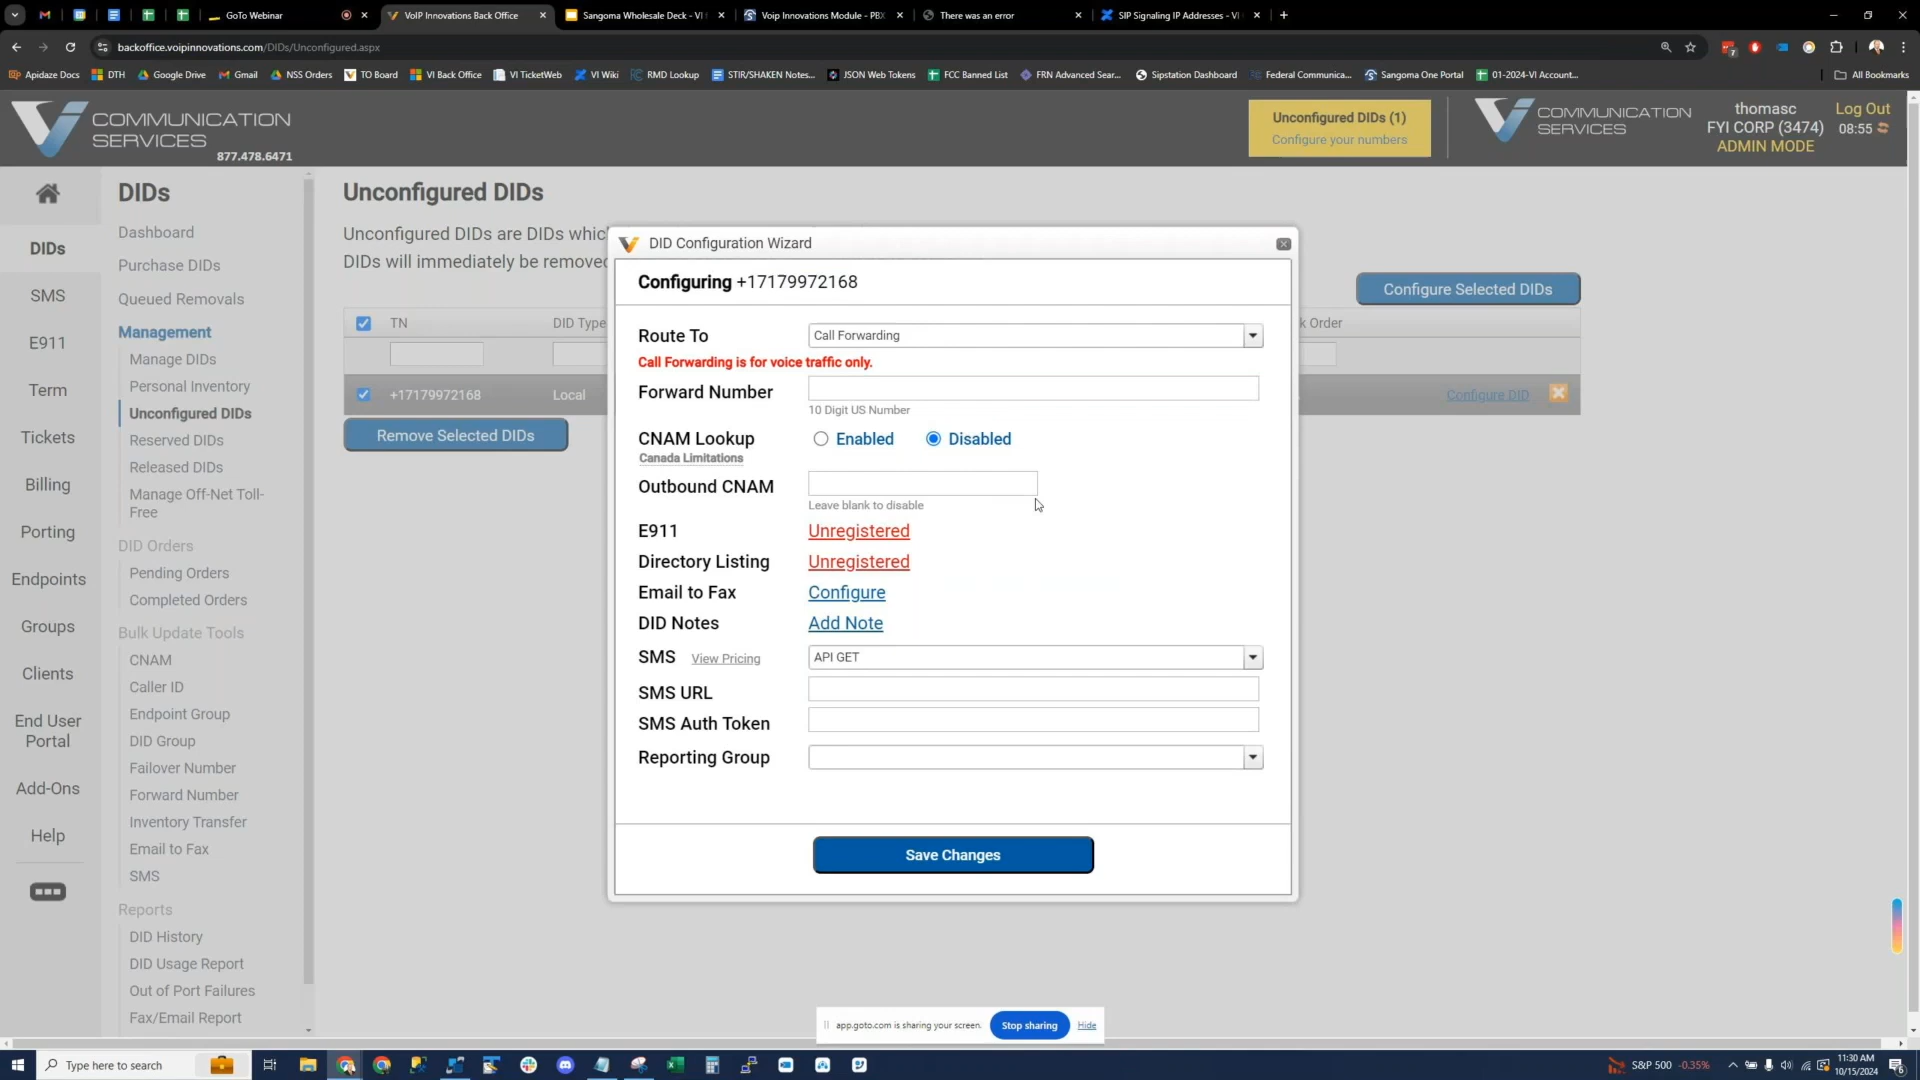 GoTo Webinar
VoIP Innovations Back Office
Sangoma Wholesale Deck - VI
Voip Innovations Module - PBX
There was an error
SIP Signaling IP Addresses - VI
backoffice.voipinnovations.com/DIDs/Unconfigured.aspx
Apidaze Docs
DTH
Google Drive
Gmail
NSS Orders
TO Board
VI Back Office
VI TicketWeb
VI Wiki
RMD Lookup
STIR/SHAKEN Notes...
JSON Web Tokens
FCC Banned List
FRN Advanced Sear...
Sipstation Dashboard
Federal Communica...
Sangoma One Portal
01-2024-VI Account...
All Bookmarks
COMMUNICATION
SERVICES
877.478.6471
Unconfigured DIDs (1)
Configure your numbers
COMMUNICATION
SERVICES
thomasc
FYI CORP (3474)
ADMIN MODE
Log Out
08:55
DIDs
SMS
E911
Term
Tickets
Billing
Porting
Endpoints
Groups
Clients
End User
Portal
Add-Ons
Help
DIDs
Dashboard
Purchase DIDs
Queued Removals
Management
Manage DIDs
Personal Inventory
Unconfigured DIDs
Reserved DIDs
Released DIDs
Manage Off-Net Toll-
Free
DID Orders
Pending Orders
Completed Orders
Bulk Update Tools
CNAM
Caller ID
Endpoint Group
DID Group
Failover Number
Forward Number
Inventory Transfer
Email to Fax
SMS
Reports
DID History
DID Usage Report
Out of Port Failures
Fax/Email Report
Unconfigured DIDs
Unconfigured DIDs are DIDs whic
DIDs will immediately be removed
Configure Selected DIDs
TN
DID Type
k Order
+17179972168
Local
Configure DID
Remove Selected DIDs
DID Configuration Wizard
Configuring +17179972168
Route To
Call Forwarding
Call Forwarding is for voice traffic only.
Forward Number
10 Digit US Number
CNAM Lookup
Enabled
Disabled
Canada Limitations
Outbound CNAM
Leave blank to disable
E911
Unregistered
Directory Listing
Unregistered
Email to Fax
Configure
DID Notes
Add Note
SMS
View Pricing
API GET
SMS URL
SMS Auth Token
Reporting Group
Save Changes
app.goto.com is sharing your screen.
Stop sharing
Hide
Type here to search
S&P 500 -0.35%
11:30 AM
10/15/2024